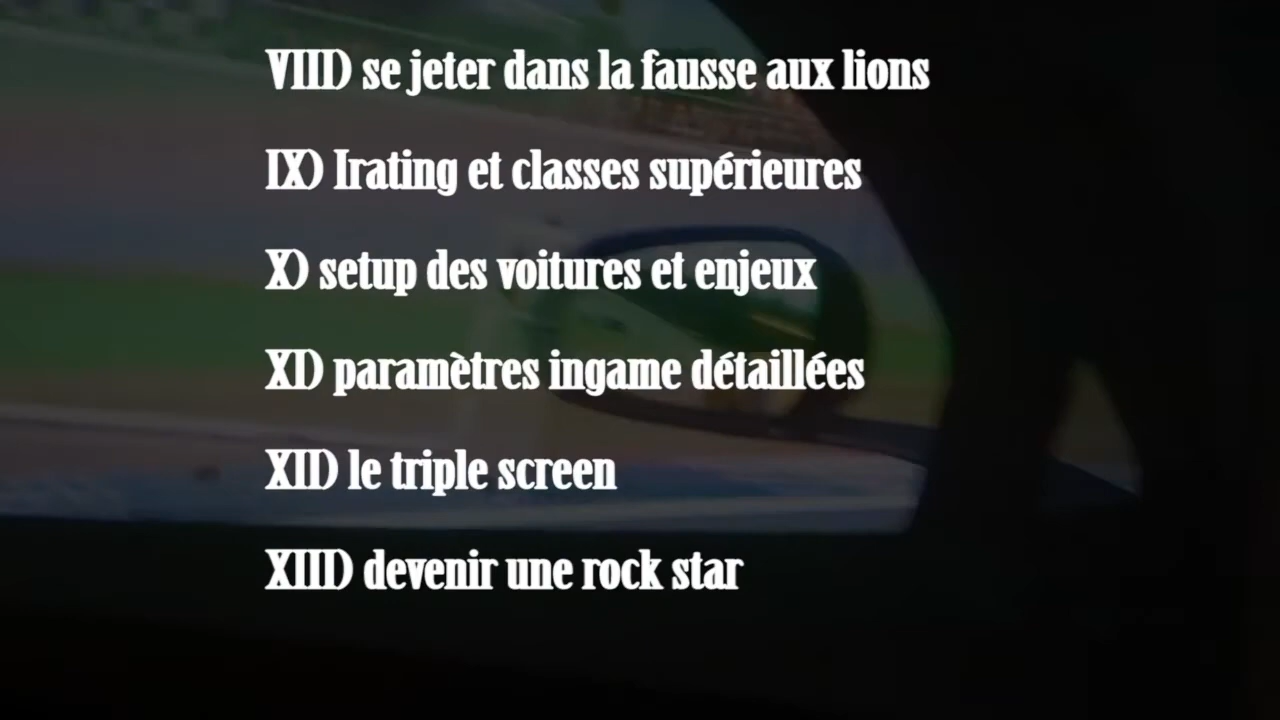 VIII) se jeter dans la fausse aux lions
IX) Irating et classes supérieures
X) setup des voitures et enjeux
XI) paramètres ingame détaillées
XII) le triple screen
XIII) devenir une rock star